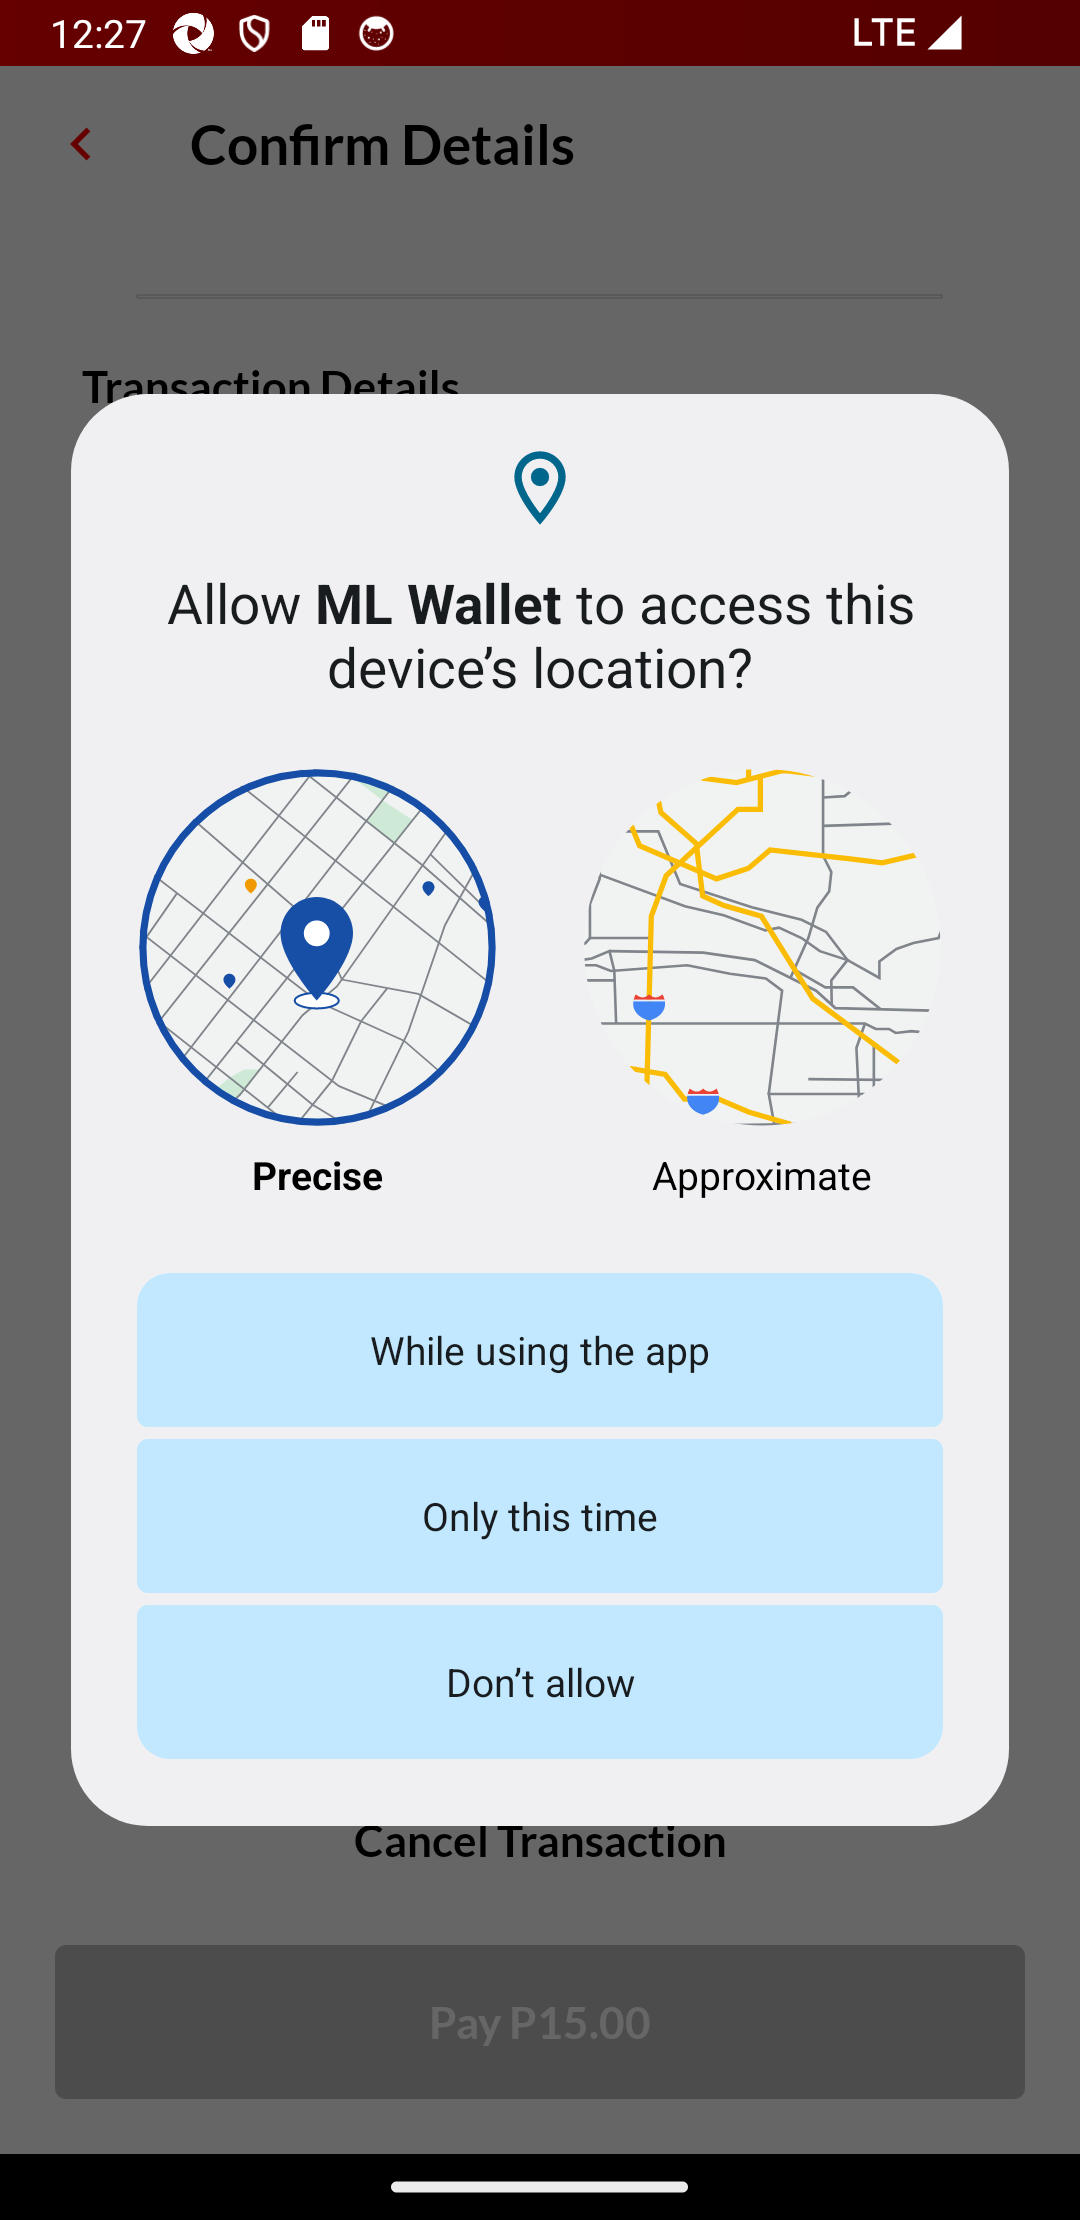 12:27
LTE
Confirm Details
Transaction Details
Allow ML Wallet to access this
device’s location?
Precise
Approximate
While using the app
Only this time
Don’t allow
Cancel Transaction
Pay P15.00